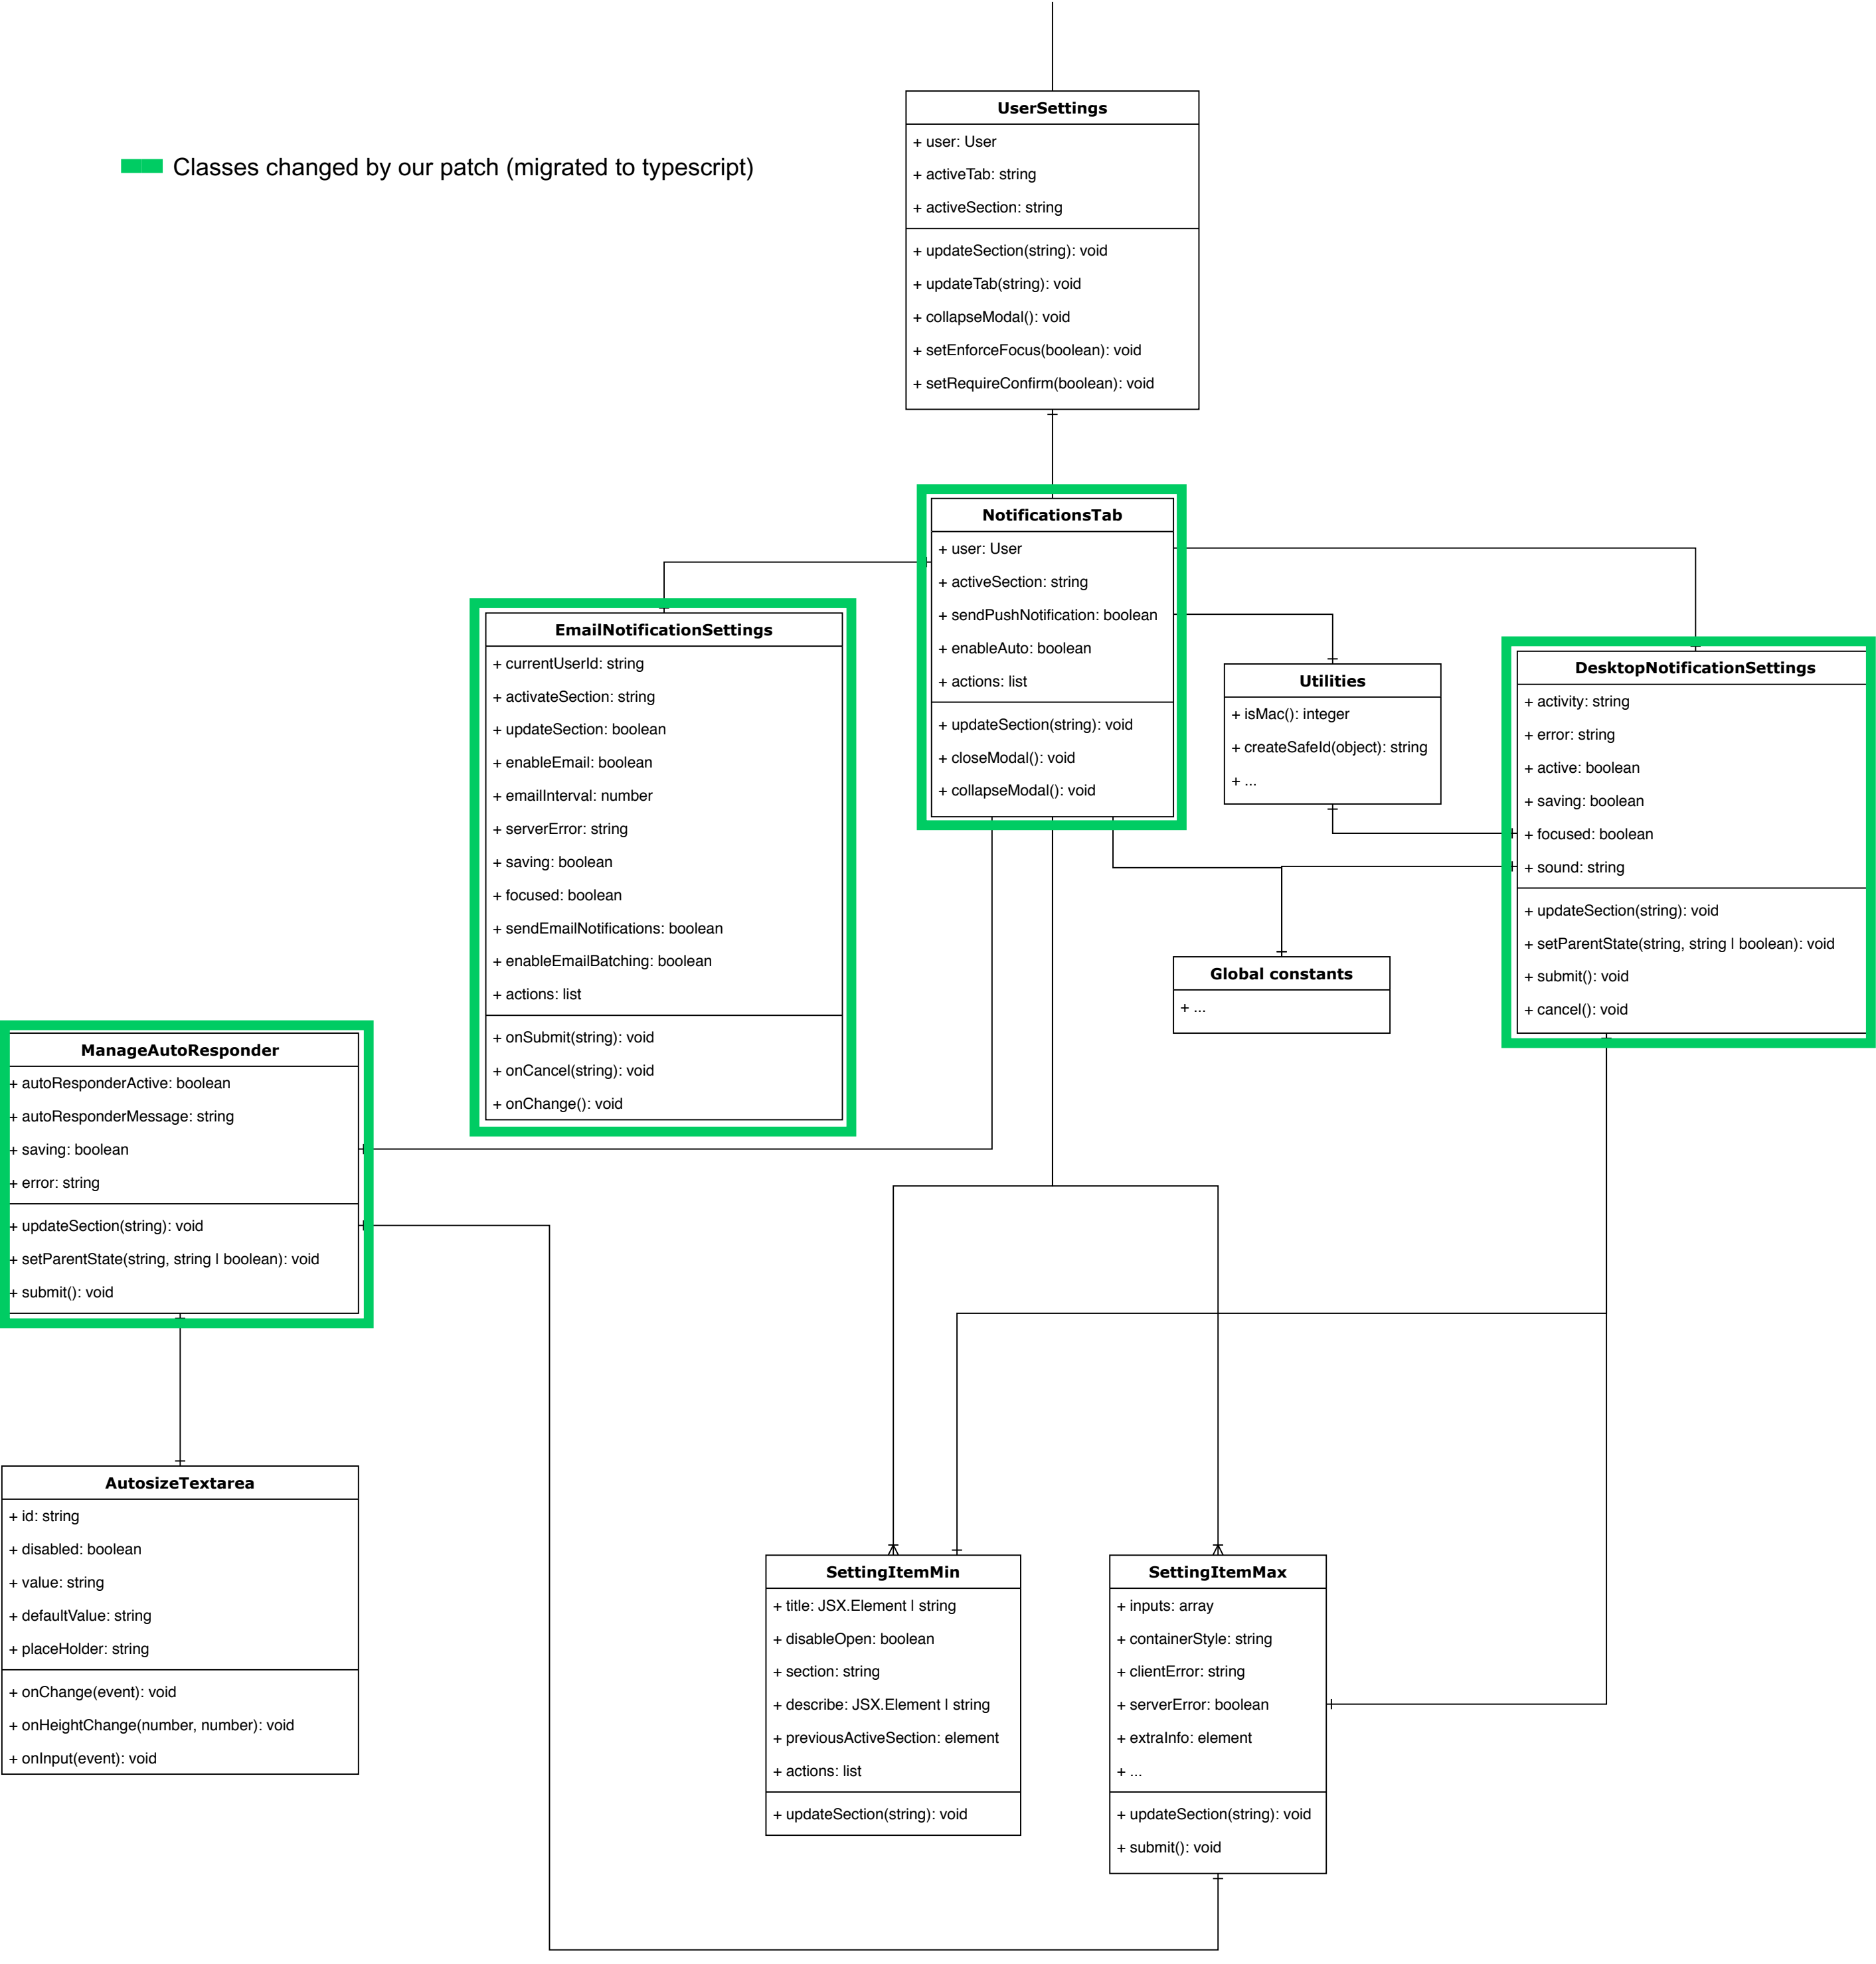 UserSettings
+ user: User
+ activeTab: string
+ activeSection: string
+ updateSection(string): void
+ updateTab(string): void
+ collapseModal(): void
+ setEnforceFocus(boolean): void
+ setRequireConfirm(boolean): void
Classes changed by our patch (migrated to typescript)
NotificationsTab
+ user: User
+ activeSection: string
+ sendPushNotification: boolean
+ enableAuto: boolean
+ actions: list
+ updateSection(string): void
+ closeModal(): void
+ collapseModal(): void
EmailNotificationSettings
+ currentUserId: string
+ activateSection: string
+ updateSection: boolean
+ enableEmail: boolean
+ emailInterval: number
+ serverError: string
+ saving: boolean
+ focused: boolean
+ sendEmailNotifications: boolean
+ enableEmailBatching: boolean
+ actions: list
+ onSubmit(string): void
+ onCancel(string): void
+ onChange(): void
Utilities
+ isMac(): integer
+ createSafeId(object): string
+ ...
DesktopNotificationSettings
+ activity: string
+ error: string
+ active: boolean
+ saving: boolean
+ focused: boolean
+ sound: string
+ updateSection(string): void
+ setParentState(string, string | boolean): void
+ submit(): void
+ cancel(): void
Global constants
+ ...
ManageAutoResponder
+ autoResponderActive: boolean
+ autoResponderMessage: string
+ saving: boolean
+ error: string
+ updateSection(string): void
+ setParentState(string, string | boolean): void
+ submit(): void
AutosizeTextarea
+ id: string
+ disabled: boolean
+ value: string
+ defaultValue: string
+ placeHolder: string
+ onChange(event): void
+ onHeightChange(number, number): void
+ onInput(event): void
SettingItemMin
+ title: JSX.Element | string
+ disableOpen: boolean
+ section: string
+ describe: JSX.Element | string
+ previousActiveSection: element
+ actions: list
+ updateSection(string): void
SettingItemMax
+ inputs: array
+ containerStyle: string
+ clientError: string
+ serverError: boolean
+ extraInfo: element
+ ...
+ updateSection(string): void
+ submit(): void